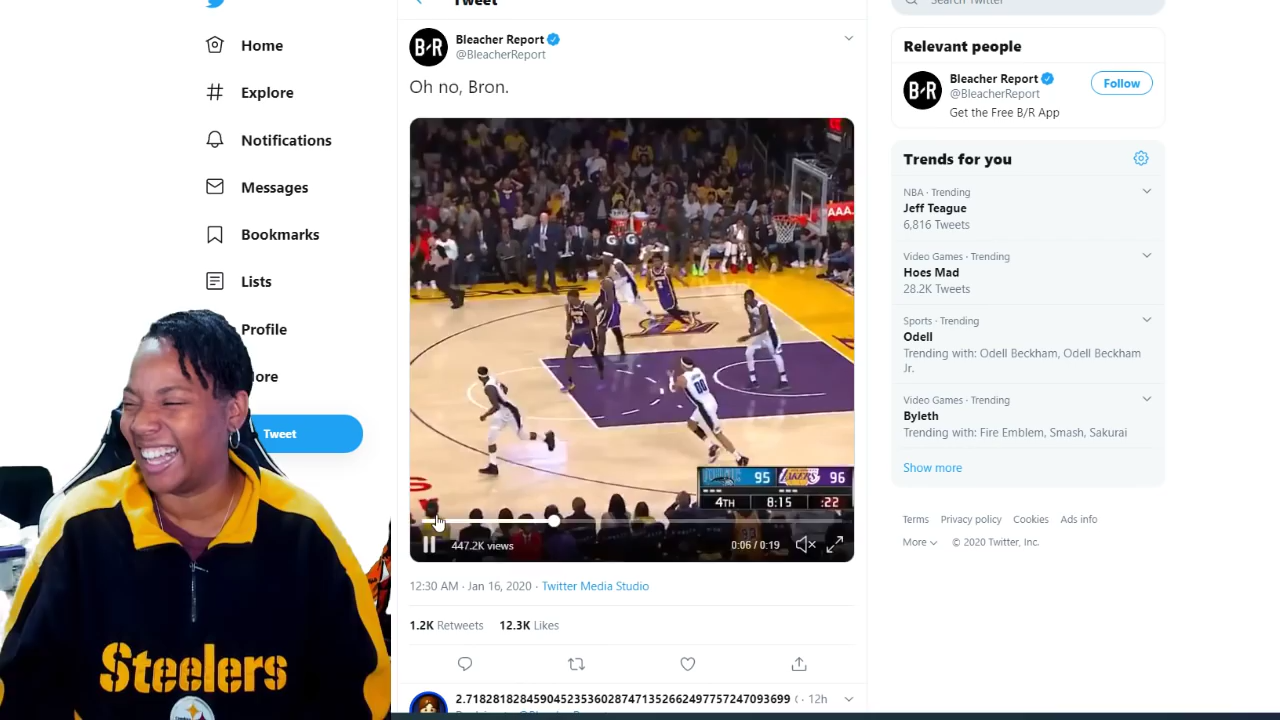 Tweet
Search Twitter
Home
Explore
Notifications
Messages
Bookmarks
Lists
Profile
More
Tweet
Bleacher Report
@BleacherReport
Oh no, Bron.
AAA.
G G
00
95 LAKERS 96
4TH 8:15 :22
447.2K views
0:06 / 0:19
12:30 AM · Jan 16, 2020 · Twitter Media Studio
1.2K Retweets 12.3K Likes
2.718281828459045235360287471352662497757247093699 ( · 12h
Relevant people
B/R
Bleacher Report
@BleacherReport
Follow
Get the Free B/R App
Trends for you
NBA · Trending
Jeff Teague
6,816 Tweets
Video Games · Trending
Hoes Mad
28.2K Tweets
Sports · Trending
Odell
Trending with: Odell Beckham, Odell Beckham
Jr.
Video Games · Trending
Byleth
Trending with: Fire Emblem, Smash, Sakurai
Show more
Terms Privacy policy Cookies Ads info
More © 2020 Twitter, Inc.
Steelers